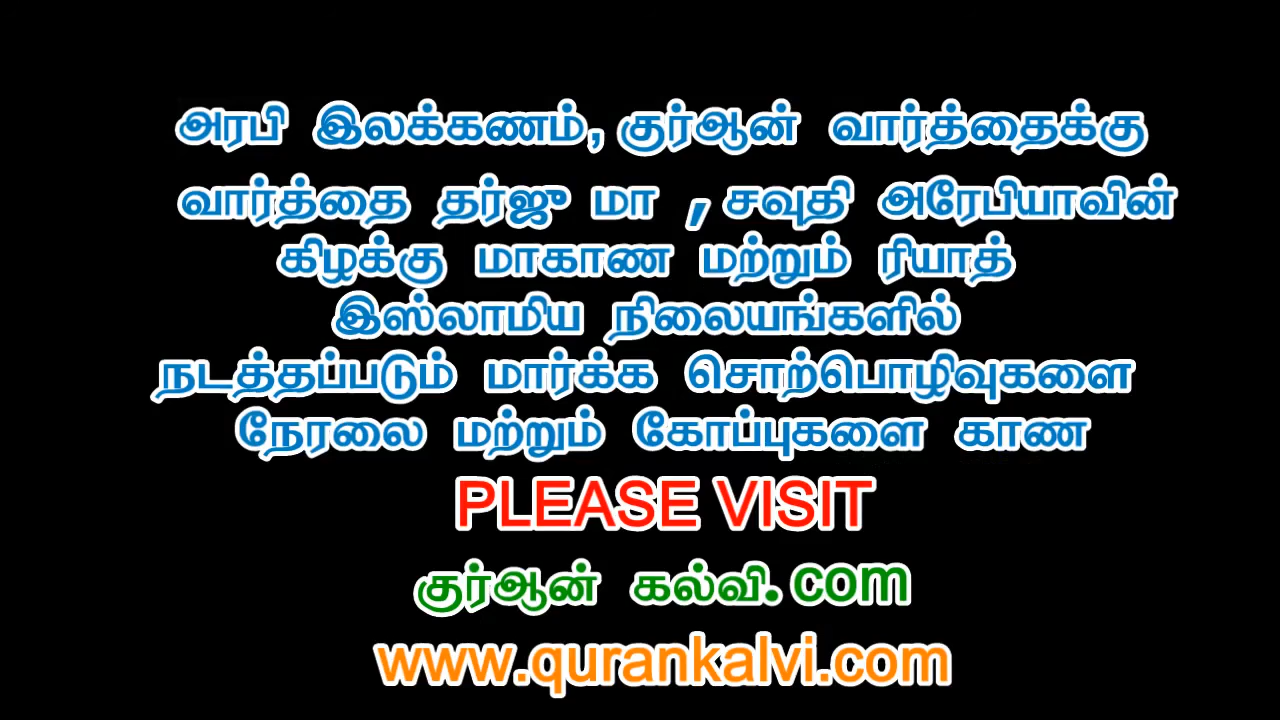 அரபி இலக்கணம், குர்ஆன் வார்த்தைக்கு
வார்த்தை தர்ஜு மா , சவுதி அரேபியாவின்
கிழக்கு மாகாண மற்றும் ரியாத்
இஸ்லாமிய நிலையங்களில்
நடத்தப்படும் மார்க்க சொற்பொழிவுகளை
நேரலை மற்றும் கோப்புகளை காண
PLEASE VISIT
குர்ஆன் கல்வி. com
www.qurankalvi.com